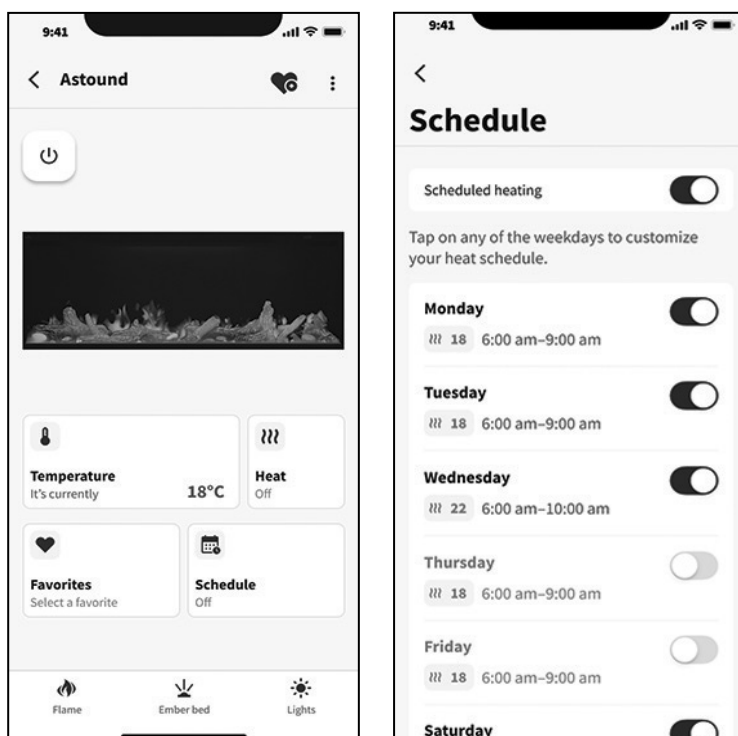 9:41
Astound
Temperature
It's currently
18°C
Heat
Off
Favorites
Select a favorite
Schedule
Off
Flame
Ember bed
Lights
9:41
Schedule
Scheduled heating
Tap on any of the weekdays to customize
your heat schedule.
Monday
18 6:00 am–9:00 am
Tuesday
18 6:00 am–9:00 am
Wednesday
22 6:00 am–10:00 am
Thursday
18 6:00 am–9:00 am
Friday
18 6:00 am–9:00 am
Saturday